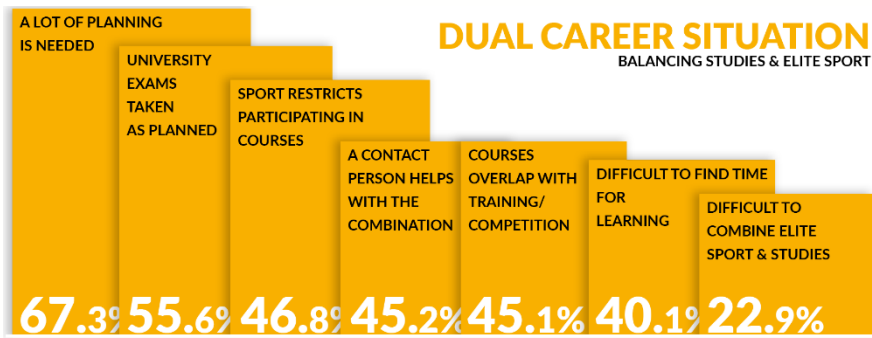 DUAL CAREER SITUATION
BALANCING STUDIES & ELITE SPORT
A LOT OF PLANNING
IS NEEDED
67.3%
UNIVERSITY
EXAMS
TAKEN
AS PLANNED
55.6%
SPORT RESTRICTS
PARTICIPATING IN
COURSES
46.8%
A CONTACT
PERSON HELPS
WITH THE
COMBINATION
45.2%
COURSES
OVERLAP WITH
TRAINING/
COMPETITION
45.1%
DIFFICULT TO FIND TIME
FOR
LEARNING
40.1%
DIFFICULT TO
COMBINE ELITE
SPORT & STUDIES
22.9%